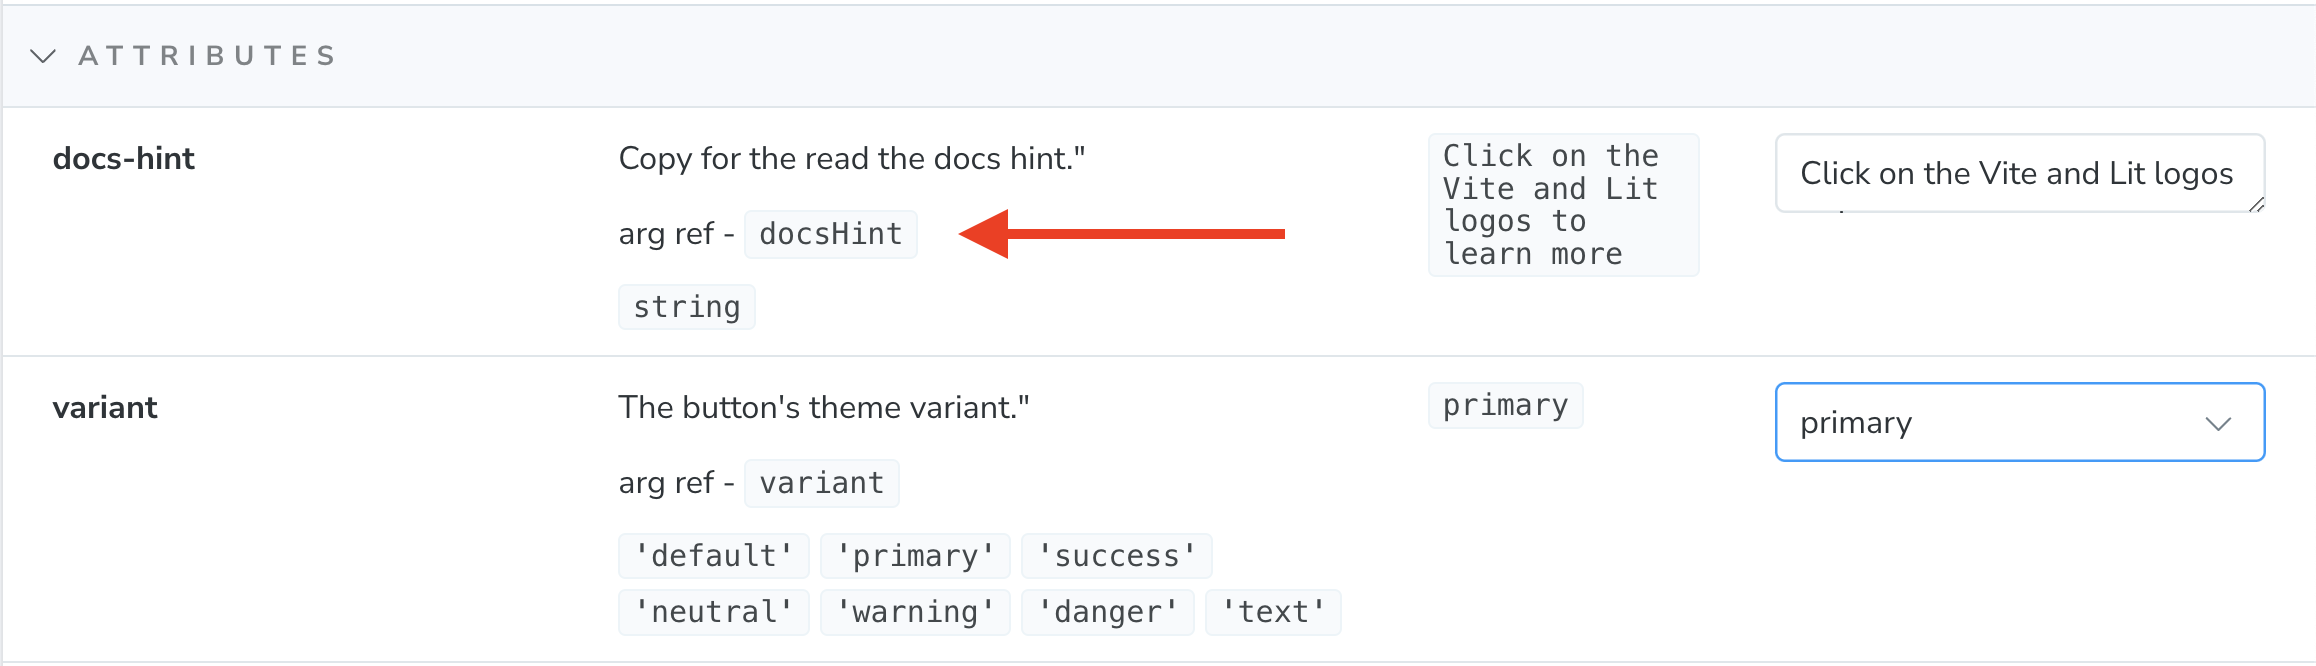 ATTRIBUTES
docs-hint
Copy for the read the docs hint."
arg ref - docsHint
string
Click on the
Vite and Lit
logos to
learn more
Click on the Vite and Lit logos
variant
The button's theme variant."
arg ref - variant
'default' 'primary' 'success'
'neutral' 'warning' 'danger' 'text'
primary
primary